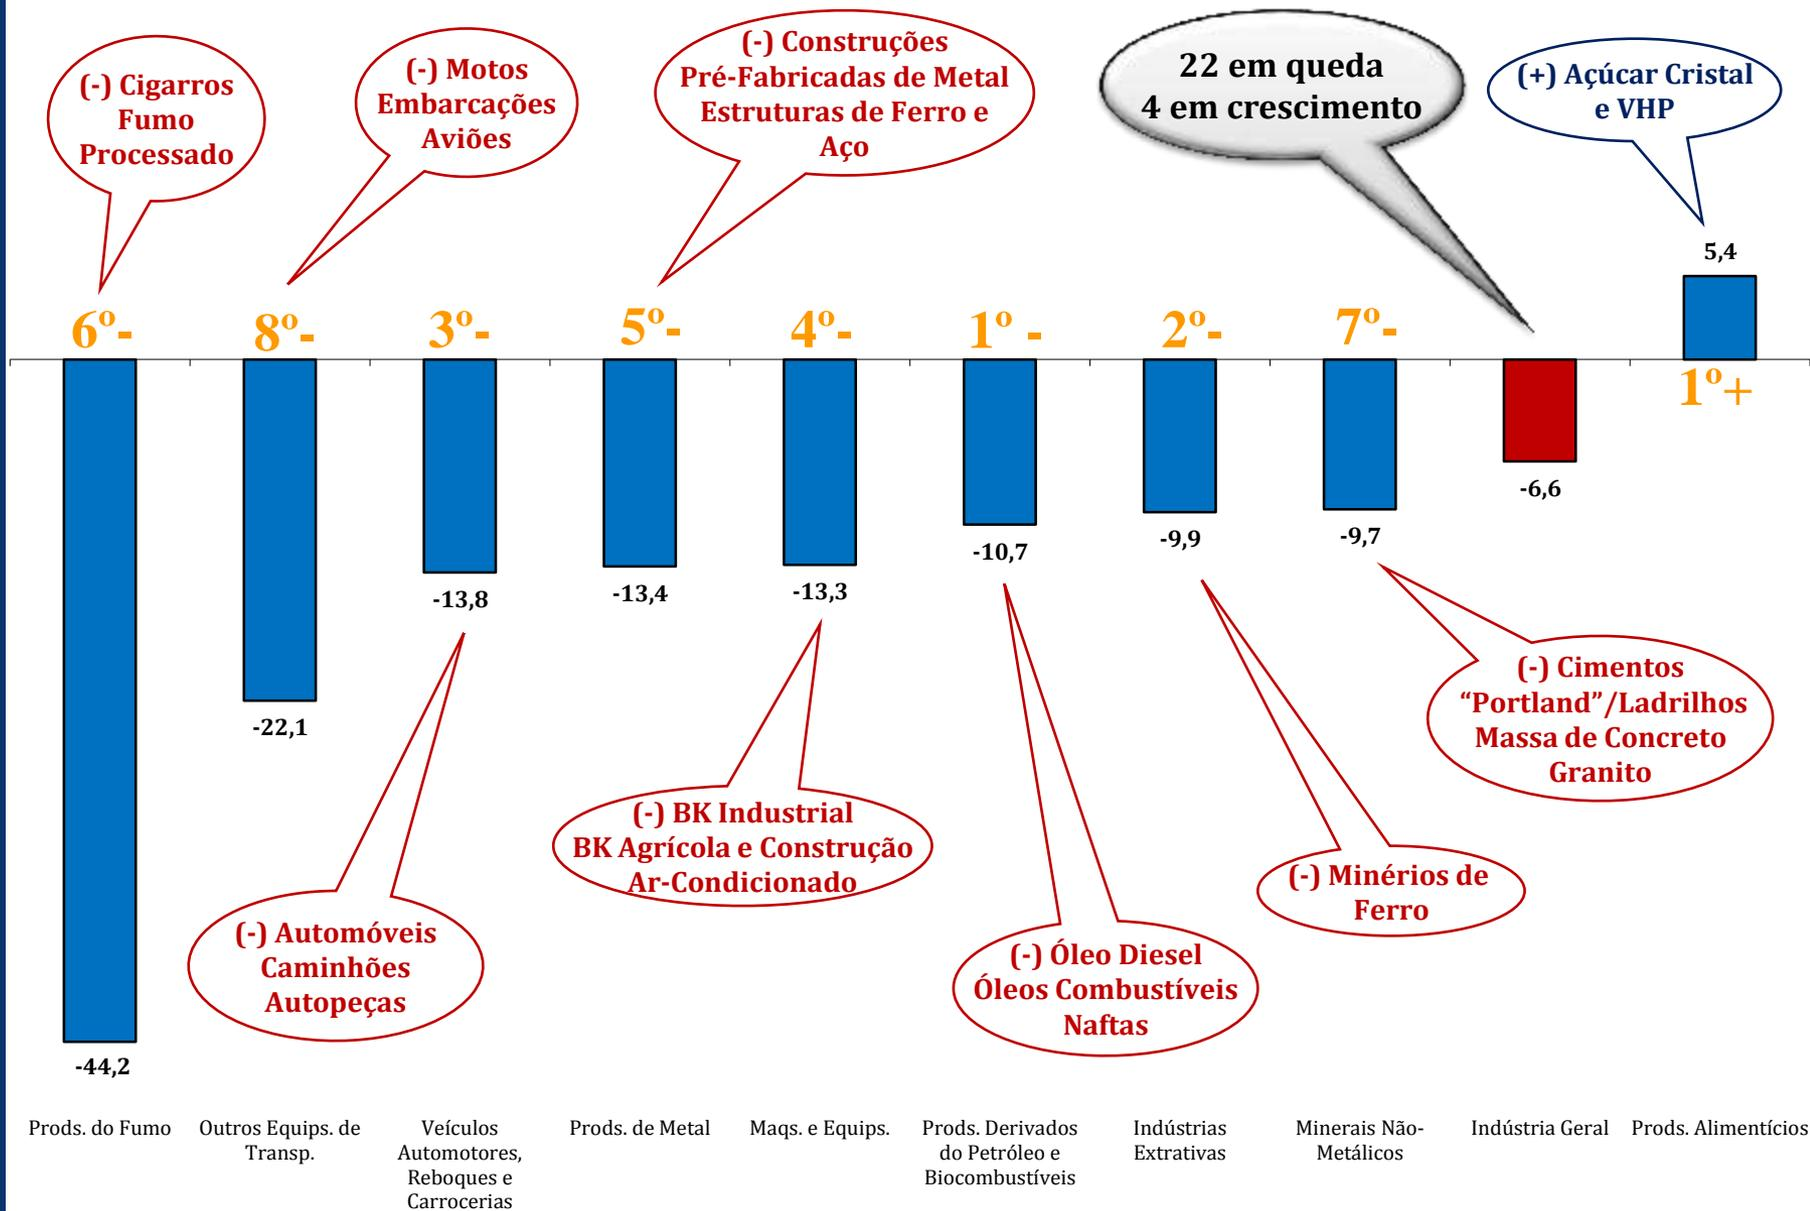 (-) Cigarros
Fumo
Processado
(-) Motos
Embarcações
Aviões
(-) Construções
Pré-Fabricadas de Metal
Estruturas de Ferro e
Aço
22 em queda
4 em crescimento
(+) Açúcar Cristal
e VHP
5,4
6º-
8º-
3º-
5º-
4º-
1º -
2º-
7º-
1º+
-6,6
-9,7
-9,9
-10,7
-13,3
-13,4
-13,8
-22,1
-44,2
(-) Cimentos
“Portland”/Ladrilhos
Massa de Concreto
Granito
(-) BK Industrial
BK Agrícola e Construção
Ar-Condicionado
(-) Minérios de
Ferro
(-) Automóveis
Caminhões
Autopeças
(-) Óleo Diesel
Óleos Combustíveis
Naftas
Prods. do Fumo
Outros Equips. de
Transp.
Veículos
Automotores,
Reboques e
Carrocerias
Prods. de Metal
Maqs. e Equips.
Prods. Derivados
do Petróleo e
Biocombustíveis
Indústrias
Extrativas
Minerais Não-
Metálicos
Indústria Geral
Prods. Alimentícios